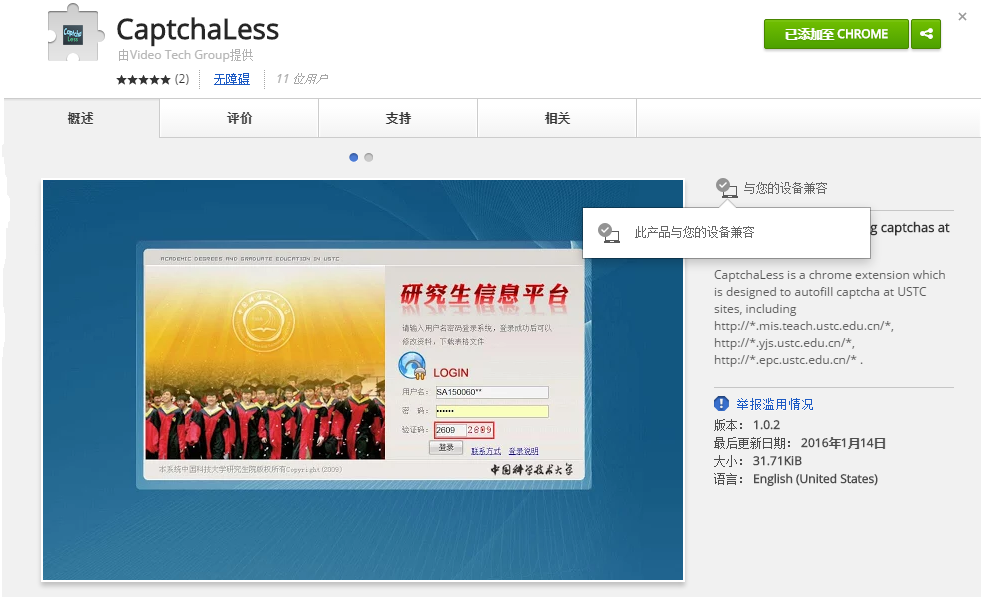 Captcha
Less
CaptchaLess
由Video Tech Group提供
★★★★★ (2)
无障碍
11 位用户
已添加至 CHROME
概述
评价
支持
相关
与您的设备兼容
此产品与您的设备兼容
g captchas at
CaptchaLess is a chrome extension which
is designed to autofill captcha at USTC
sites, including
http://*.mis.teach.ustc.edu.cn/*,
http://*.yjs.ustc.edu.cn/*,
http://*.epc.ustc.edu.cn/* .
举报滥用情况
版本： 1.0.2
最后更新日期： 2016年1月14日
大小： 31.71KiB
语言： English (United States)
ACADEMIC DEGREES AND GRADUATE EDUCATION IN USTC
研究生信息平台
请输入用户名密码登录系统，登录成功后可以
修改资料，下载表格文件
LOGIN
用户名： SA150060**
密 码： ••••••
验证码： 2609 2609
登录
联系方式 登录说明
本系统中国科技大学研究生院版权所有Copyright(2009)
中国科学技术大学